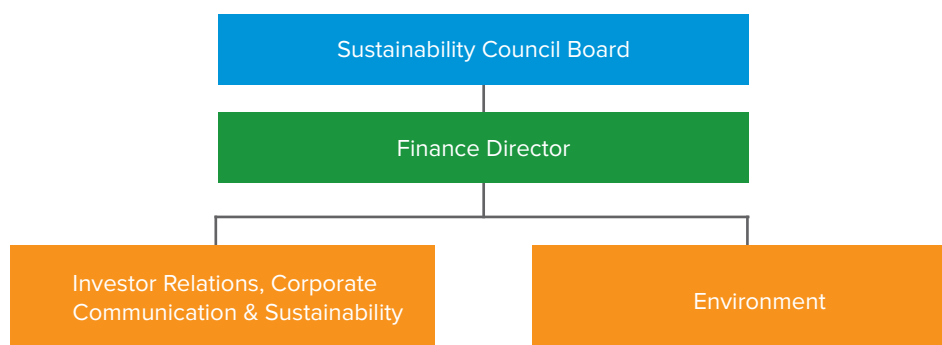 Sustainability Council Board
Finance Director
Investor Relations, Corporate
Communication & Sustainability
Environment